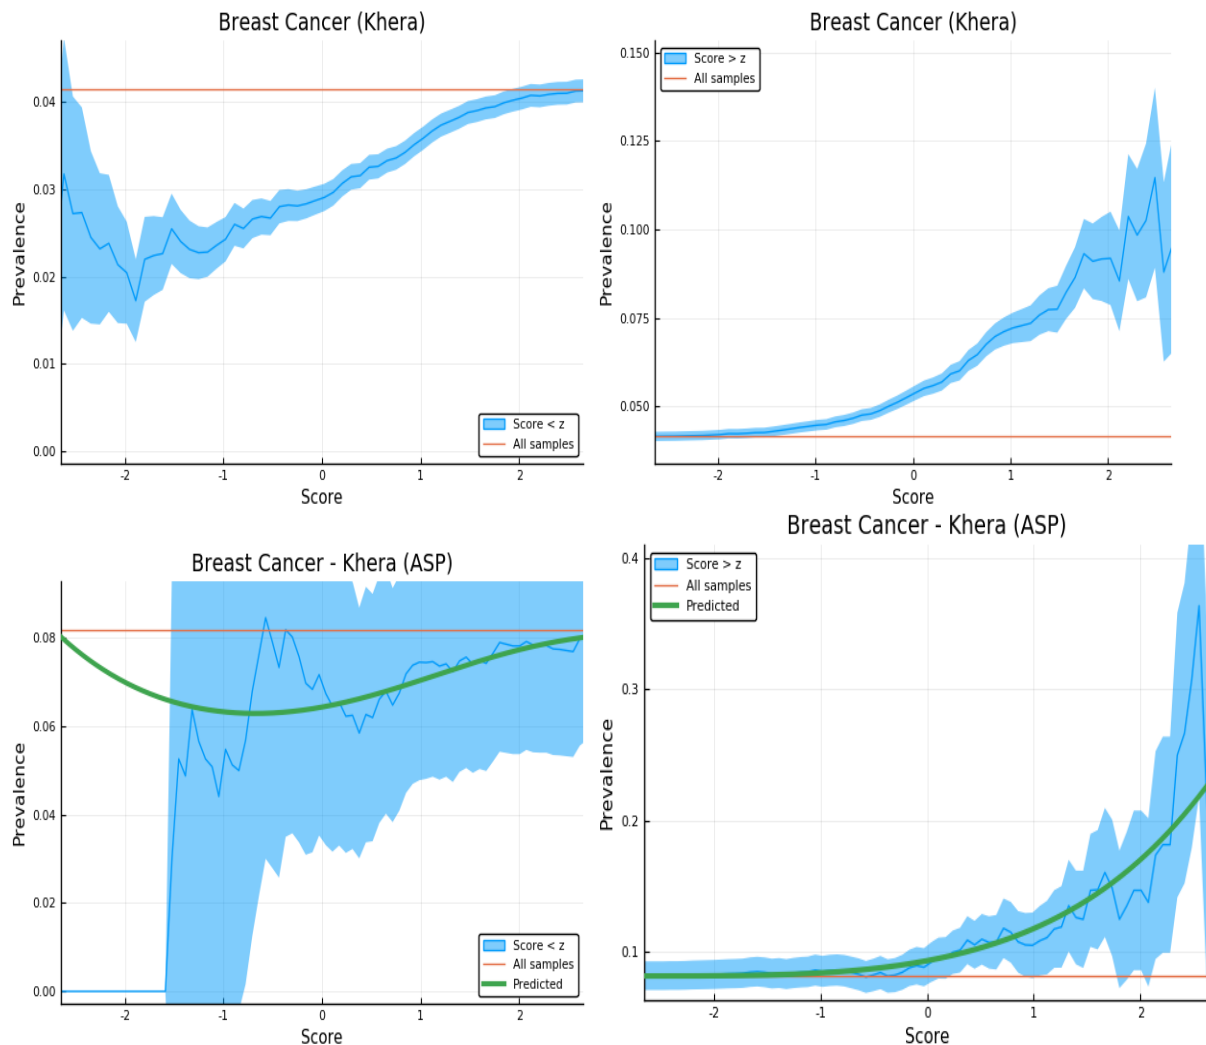 Breast Cancer (Khera)
0.04
0.03
0.02
0.01
0.00
Prevalence
Score < z
All samples
-2 -1 0 1 2
Score
Breast Cancer (Khera)
0.150
0.125
0.100
0.075
0.050
Prevalence
Score > z
All samples
-2 -1 0 1 2
Score
Breast Cancer - Khera (ASP)
0.08
0.06
0.04
0.02
0.00
Prevalence
Score < z
All samples
Predicted
-2 -1 0 1 2
Score
Breast Cancer - Khera (ASP)
0.4
0.3
0.2
0.1
Prevalence
Score > z
All samples
Predicted
-2 -1 0 1 2
Score